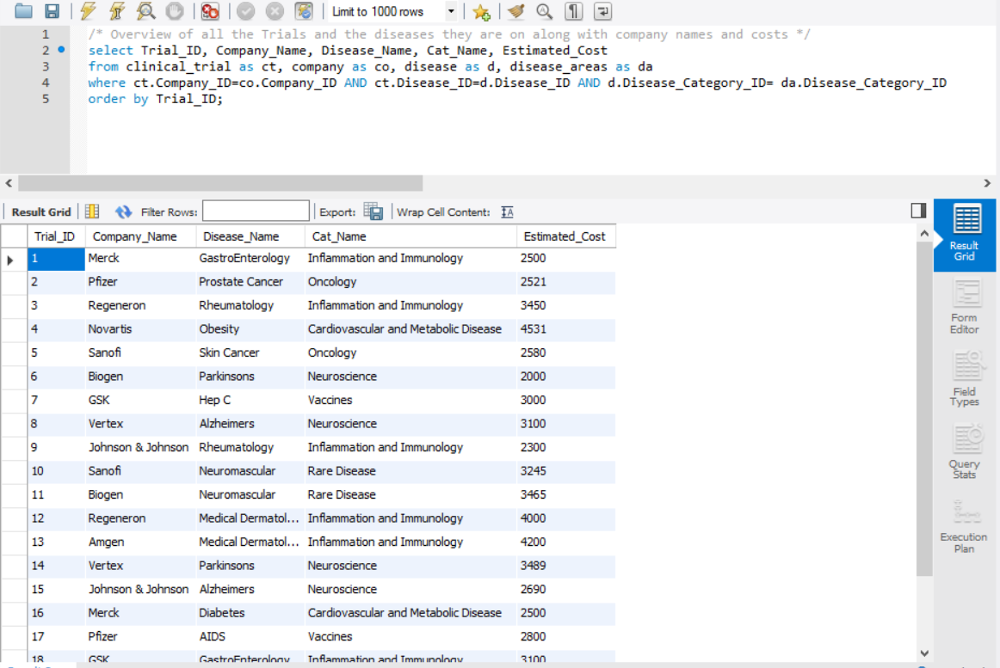 Limit to 1000 rows
1 /* Overview of all the Trials and the diseases they are on along with company names and costs */
2 select Trial_ID, Company_Name, Disease_Name, Cat_Name, Estimated_Cost
3 from clinical_trial as ct, company as co, disease as d, disease_areas as da
4 where ct.Company_ID=co.Company_ID AND ct.Disease_ID=d.Disease_ID AND d.Disease_Category_ID= da.Disease_Category_ID
5 order by Trial_ID;
Result Grid Filter Rows: Export: Wrap Cell Content:
Trial_ID Company_Name Disease_Name Cat_Name Estimated_Cost
1 Merck GastroEnterology Inflammation and Immunology 2500
2 Pfizer Prostate Cancer Oncology 2521
3 Regeneron Rheumatology Inflammation and Immunology 3450
4 Novartis Obesity Cardiovascular and Metabolic Disease 4531
5 Sanofi Skin Cancer Oncology 2580
6 Biogen Parkinsons Neuroscience 2000
7 GSK Hep C Vaccines 3000
8 Vertex Alzheimers Neuroscience 3100
9 Johnson & Johnson Rheumatology Inflammation and Immunology 2300
10 Sanofi Neuromascular Rare Disease 3245
11 Biogen Neuromascular Rare Disease 3465
12 Regeneron Medical Dermatol... Inflammation and Immunology 4000
13 Amgen Medical Dermatol... Inflammation and Immunology 4200
14 Vertex Parkinsons Neuroscience 3489
15 Johnson & Johnson Alzheimers Neuroscience 2690
16 Merck Diabetes Cardiovascular and Metabolic Disease 2500
17 Pfizer AIDS Vaccines 2800
18 GSK GastroEnterology Inflammation and Immunology 3100
Result
Grid
Form
Editor
Field
Types
Query
Stats
Execution
Plan